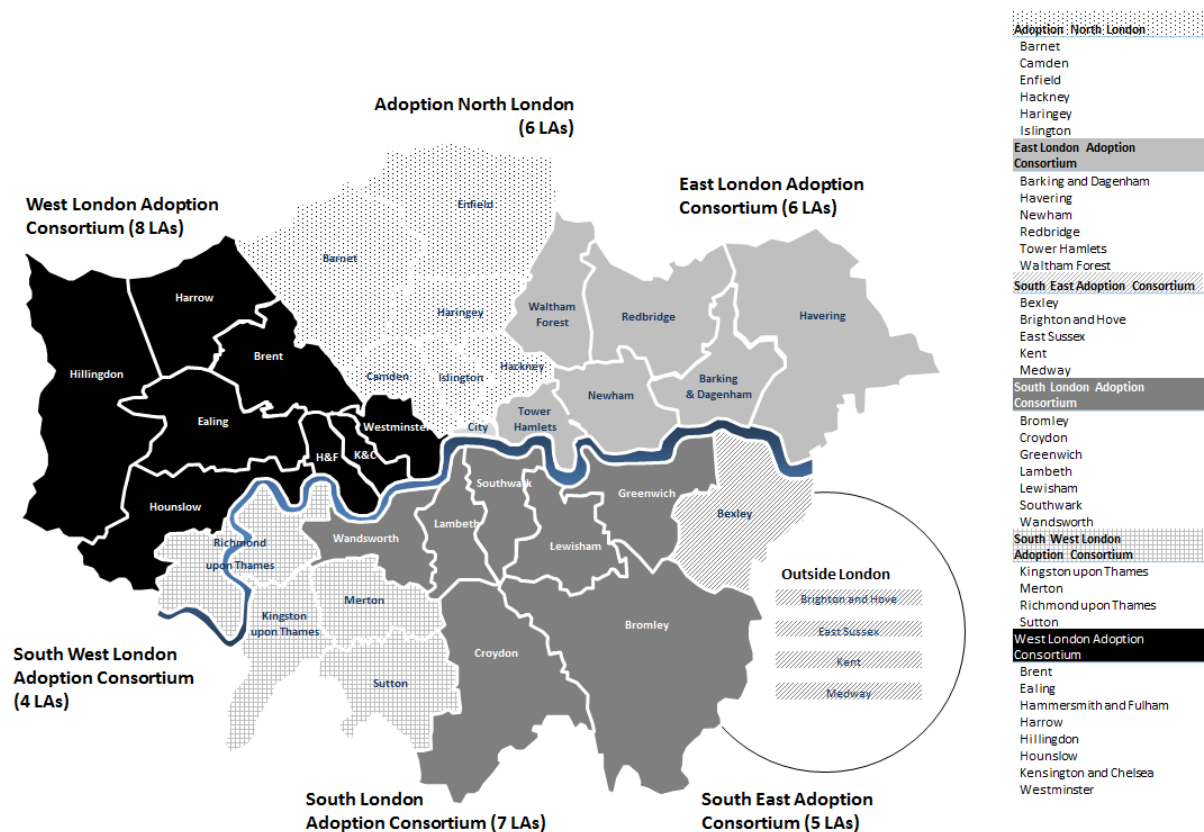 Adoption North London
(6 LAs)
West London Adoption
Consortium (8 LAs)
East London Adoption
Consortium (6 LAs)
Enfield
Barnet
Harrow
Haringey
Waltham
Forest
Redbridge
Havering
Brent
Hillingdon
Camden
Islington
Hackney
Newham
Barking
& Dagenham
Ealing
Westminster
City
Tower
Hamlets
H&F
K&C
Southwark
Greenwich
Hounslow
Bexley
Lambeth
Wandsworth
Lewisham
Richmond
upon Thames
Merton
Kingston
upon Thames
Bromley
Croydon
Sutton
Outside London
Brighton and Hove
East Sussex
Kent
Medway
South West London
Adoption Consortium
(4 LAs)
South London
Adoption Consortium (7 LAs)
South East Adoption
Consortium (5 LAs)
Adoption North London
Barnet
Camden
Enfield
Hackney
Haringey
Islington
East London Adoption
Consortium
Barking and Dagenham
Havering
Newham
Redbridge
Tower Hamlets
Waltham Forest
South East Adoption Consortium
Bexley
Brighton and Hove
East Sussex
Kent
Medway
South London Adoption
Consortium
Bromley
Croydon
Greenwich
Lambeth
Lewisham
Southwark
Wandsworth
South West London
Adoption Consortium
Kingston upon Thames
Merton
Richmond upon Thames
Sutton
West London Adoption
Consortium
Brent
Ealing
Hammersmith and Fulham
Harrow
Hillingdon
Hounslow
Kensington and Chelsea
Westminster